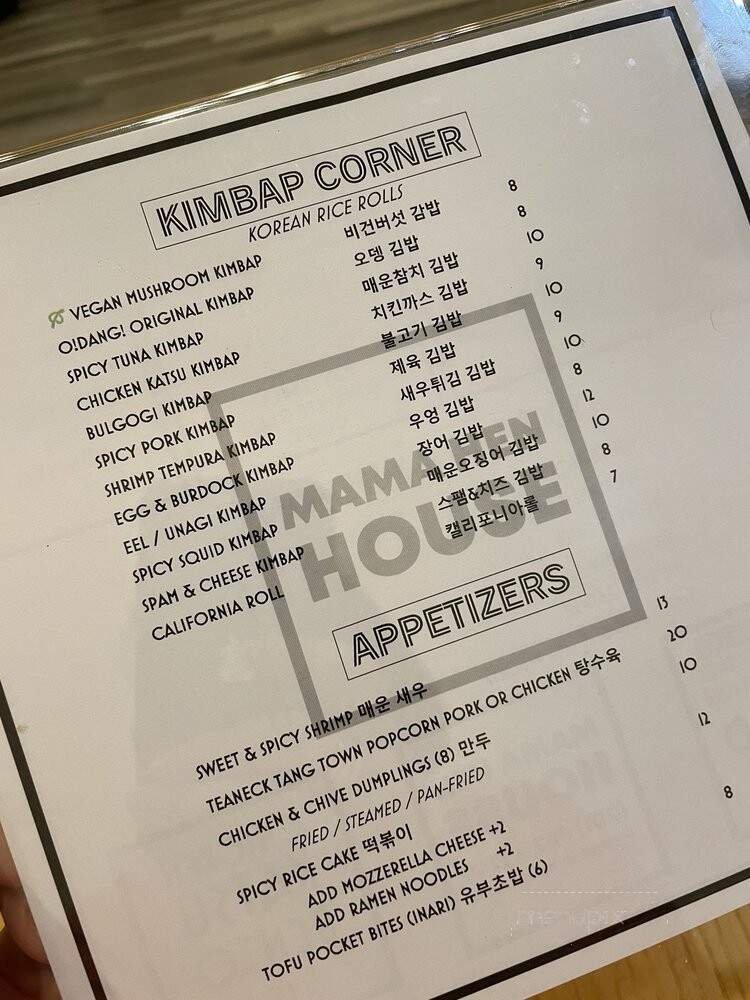 KIMBAP CORNER
KOREAN RICE ROLLS
VEGAN MUSHROOM KIMBAP 비건버섯 김밥 8
O!DANG! ORIGINAL KIMBAP 오뎅 김밥 8
SPICY TUNA KIMBAP 매운참치 김밥 10
CHICKEN KATSU KIMBAP 치킨까스 김밥 9
BULGOGI KIMBAP 불고기 김밥 10
SPICY PORK KIMBAP 제육 김밥 9
SHRIMP TEMPURA KIMBAP 새우튀김 김밥 10
EGG & BURDOCK KIMBAP 우엉 김밥 8
EEL / UNAGI KIMBAP 장어 김밥 12
SPICY SQUID KIMBAP 매운오징어 김밥 10
SPAM & CHEESE KIMBAP 스팸&치즈 김밥 8
CALIFORNIA ROLL 캘리포니아롤 7
MAMA HEN
HOUSE
APPETIZERS
SWEET & SPICY SHRIMP 매운 새우 13
TEANECK TANG TOWN POPCORN PORK OR CHICKEN 탕수육 20
CHICKEN & CHIVE DUMPLINGS (8) 만두 10
FRIED / STEAMED / PAN-FRIED
SPICY RICE CAKE 떡볶이 12
ADD MOZZERELLA CHEESE +2
ADD RAMEN NOODLES +2
TOFU POCKET BITES (INARI) 유부초밥 (6) 8
menupix